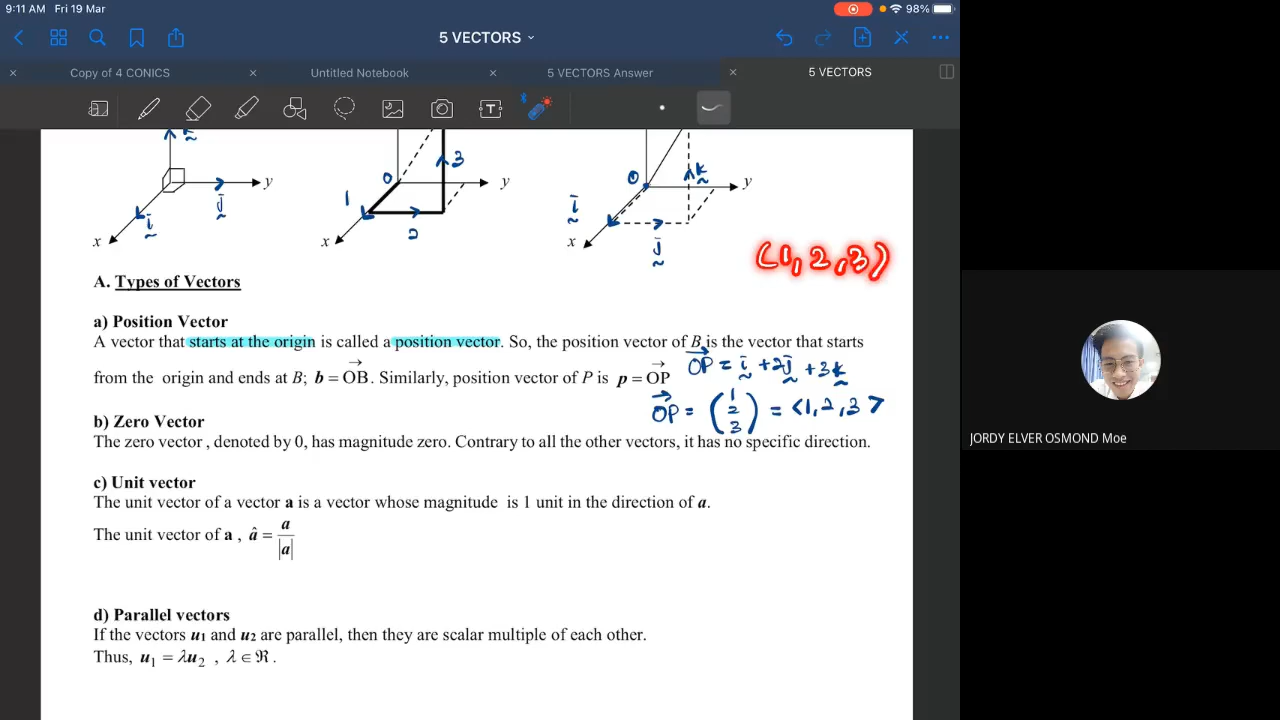 9:11 AM Fri 19 Mar
98%
5 VECTORS
Copy of 4 CONICS
Untitled Notebook
5 VECTORS Answer
5 VECTORS
T
k
y
j
i
x
0
3
1
2
y
x
0
k
i
j
y
x
(1, 2, 3)
A. Types of Vectors
a) Position Vector
A vector that starts at the origin is called a position vector. So, the position vector of B is the vector that starts
from the origin and ends at B; b = OB. Similarly, position vector of P is p = OP
OP = i + 2j + 3k
OP = (1 2 3) = <1, 2, 3>
b) Zero Vector
The zero vector , denoted by 0, has magnitude zero. Contrary to all the other vectors, it has no specific direction.
c) Unit vector
The unit vector of a vector a is a vector whose magnitude is 1 unit in the direction of a.
The unit vector of a , â = a / |a|
d) Parallel vectors
If the vectors u1 and u2 are parallel, then they are scalar multiple of each other.
Thus, u1 = λu2 , λ ∈ ℜ .
JORDY ELVER OSMOND Moe